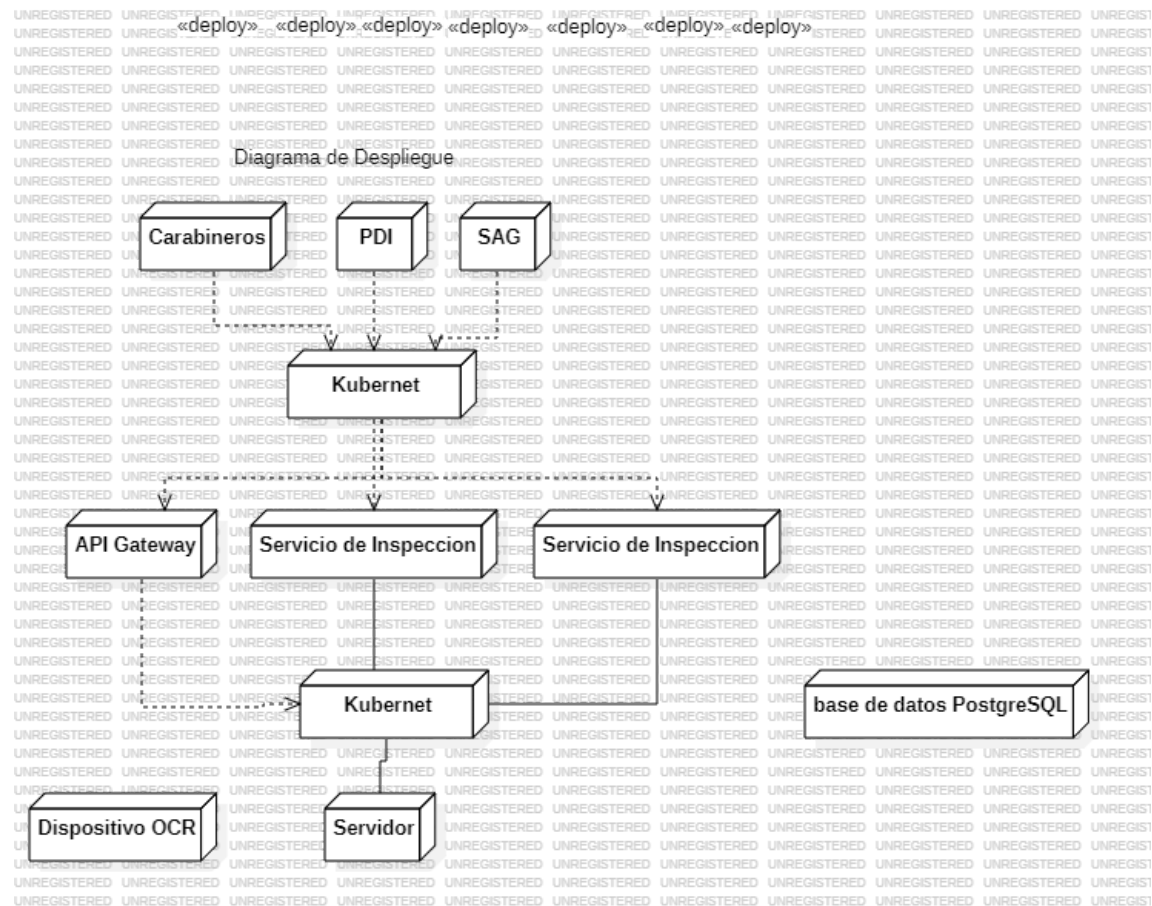 «deploy» «deploy» «deploy» «deploy» «deploy» «deploy» «deploy»
Diagrama de Despliegue
Carabineros
PDI
SAG
Kubernet
API Gateway
Servicio de Inspeccion
Servicio de Inspeccion
Kubernet
base de datos PostgreSQL
Dispositivo OCR
Servidor
UNREGISTERED